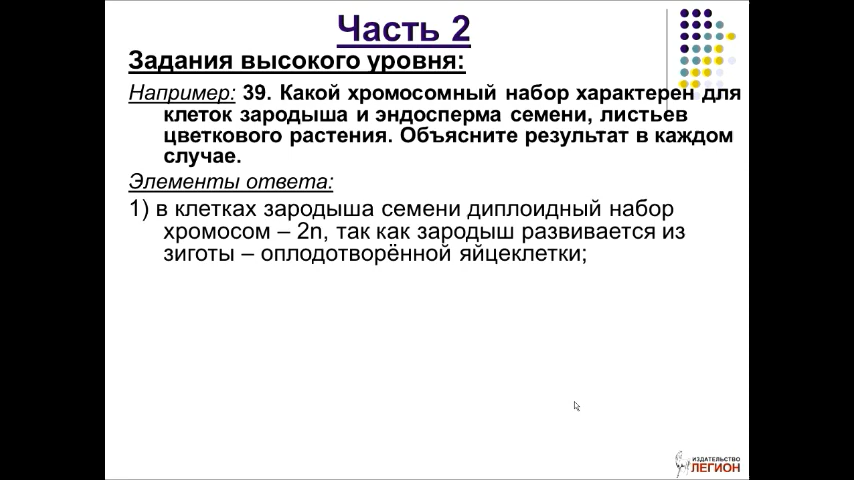 Часть 2
Задания высокого уровня:
Например: 39. Какой хромосомный набор характерен для
клеток зародыша и эндосперма семени, листьев
цветкового растения. Объясните результат в каждом
случае.
Элементы ответа:
1) в клетках зародыша семени диплоидный набор
хромосом – 2n, так как зародыш развивается из
зиготы – оплодотворённой яйцеклетки;
ИЗДАТЕЛЬСТВО
ЛЕГИОН